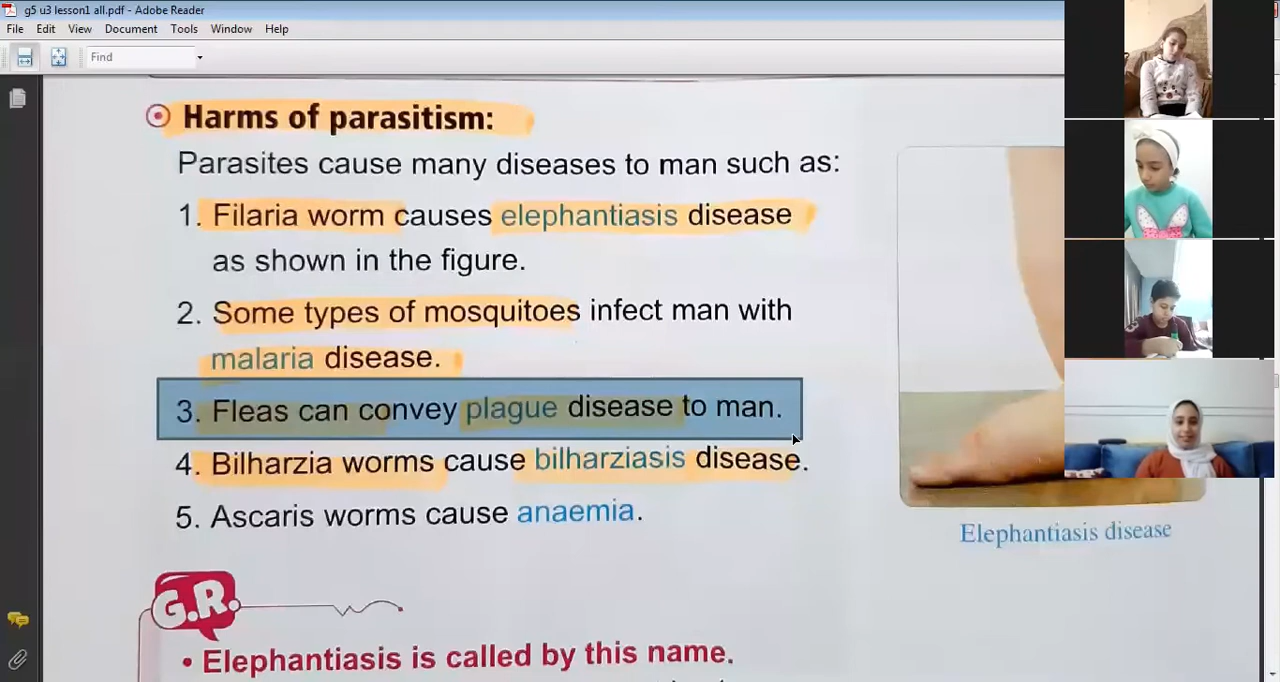 g5 u3 lesson1 all.pdf - Adobe Reader
File Edit View Document Tools Window Help
Find
Harms of parasitism:
Parasites cause many diseases to man such as:
1. Filaria worm causes elephantiasis disease
as shown in the figure.
2. Some types of mosquitoes infect man with
malaria disease.
3. Fleas can convey plague disease to man.
4. Bilharzia worms cause bilharziasis disease.
5. Ascaris worms cause anaemia.
Elephantiasis disease
G.R.
• Elephantiasis is called by this name.